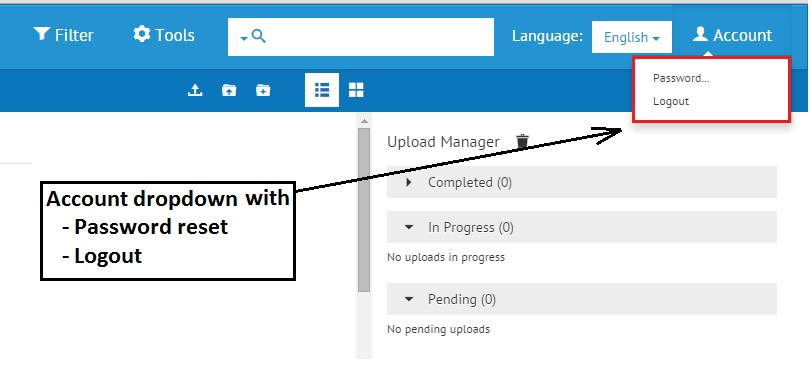 Filter
Tools
Language:
English
Account
Password...
Logout
Upload Manager
Completed (0)
Account dropdown with
- Password reset
- Logout
In Progress (0)
No uploads in progress
Pending (0)
No pending uploads